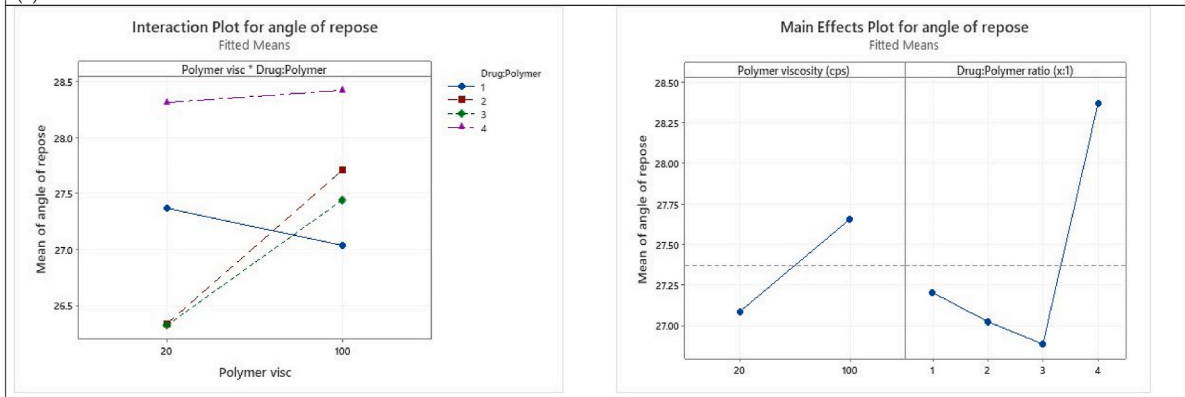 Interaction Plot for angle of repose
Fitted Means
Polymer visc * Drug:Polymer
28.5
28.0
27.5
27.0
26.5
Mean of angle of repose
20 100
Polymer visc
Drug:Polymer
1
2
3
4
Main Effects Plot for angle of repose
Fitted Means
Polymer viscosity (cps) Drug:Polymer ratio (x:1)
28.50
28.25
28.00
27.75
27.50
27.25
27.00
Mean of angle of repose
20 100 1 2 3 4